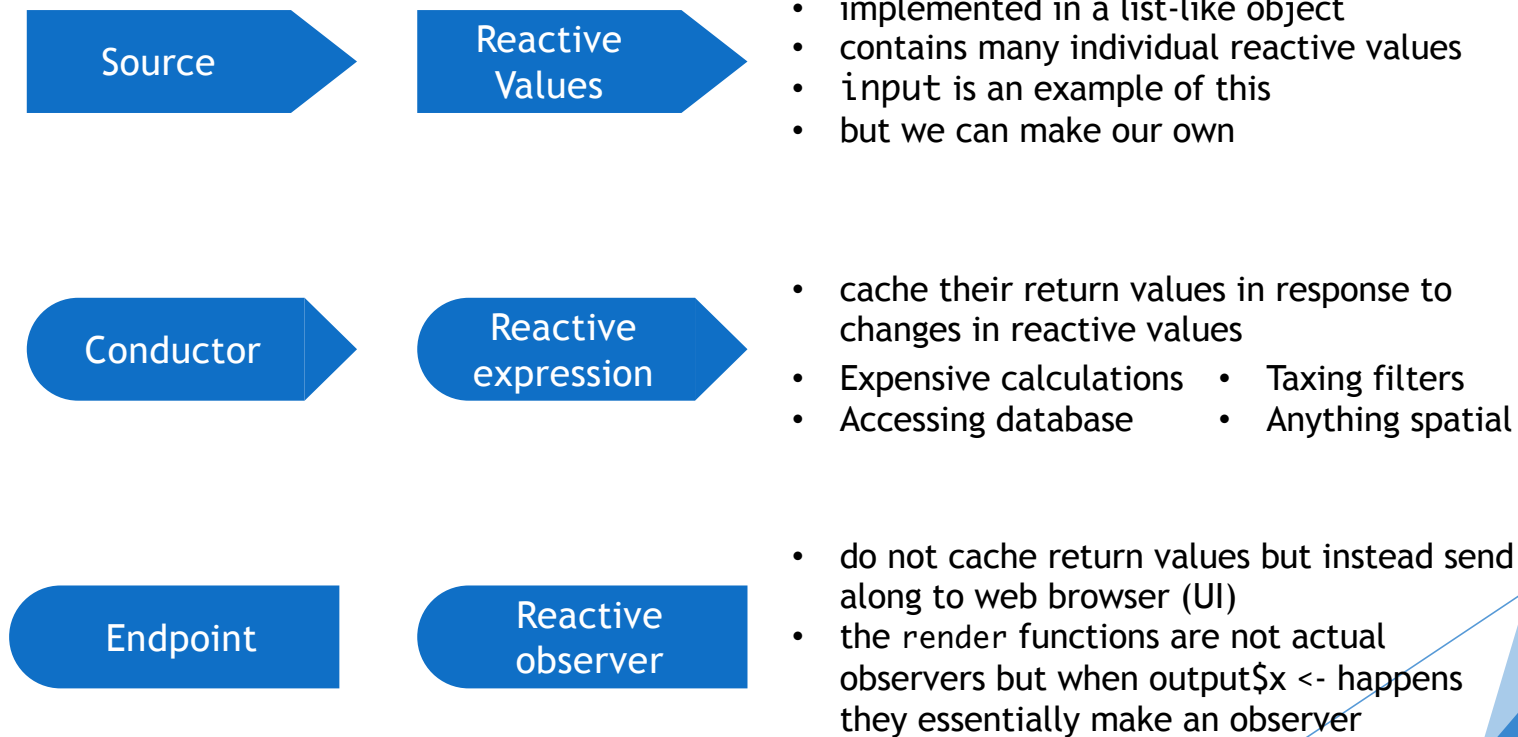 Source
Reactive
Values
• implemented in a list-like object
• contains many individual reactive values
• input is an example of this
• but we can make our own
Conductor
Reactive
expression
• cache their return values in response to
changes in reactive values
• Expensive calculations • Taxing filters
• Accessing database • Anything spatial
Endpoint
Reactive
observer
• do not cache return values but instead send
along to web browser (UI)
• the render functions are not actual
observers but when output$x <- happens
they essentially make an observer